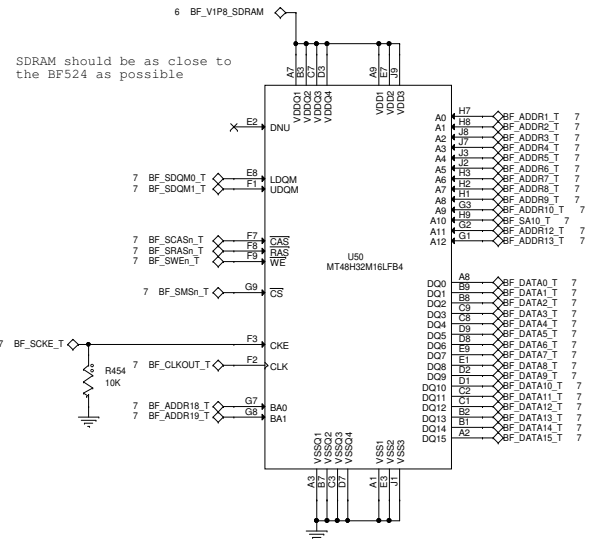 6 BF_V1P8_SDRAM
SDRAM should be as close to
the BF524 as possible
A7 B3 C7 D3 A9 E7 J9
VDDQ1 VDDQ2 VDDQ3 VDDQ4 VDD1 VDD2 VDD3
E2 DNU
7 BF_SDQM0_T E8 LDQM
7 BF_SDQM1_T F1 UDQM
7 BF_SCASn_T F7 CAS
7 BF_SRASn_T F8 RAS
7 BF_SWEn_T F9 WE
7 BF_SMSn_T G9 CS
7 BF_SCKE_T F3 CKE
R454
10K
7 BF_CLKOUT_T F2 CLK
7 BF_ADDR18_T G7 BA0
7 BF_ADDR19_T G8 BA1
U50
MT48H32M16LFB4
A0 H7 BF_ADDR1_T 7
A1 H8 BF_ADDR2_T 7
A2 J8 BF_ADDR3_T 7
A3 J7 BF_ADDR4_T 7
A4 J3 BF_ADDR5_T 7
A5 J2 BF_ADDR6_T 7
A6 H3 BF_ADDR7_T 7
A7 H2 BF_ADDR8_T 7
A8 H1 BF_ADDR9_T 7
A9 G3 BF_ADDR10_T 7
A10 H9 BF_SA10_T 7
A11 G2 BF_ADDR12_T 7
A12 G1 BF_ADDR13_T 7
DQ0 A8 BF_DATA0_T 7
DQ1 B9 BF_DATA1_T 7
DQ2 B8 BF_DATA2_T 7
DQ3 C9 BF_DATA3_T 7
DQ4 C8 BF_DATA4_T 7
DQ5 D9 BF_DATA5_T 7
DQ6 D8 BF_DATA6_T 7
DQ7 E9 BF_DATA7_T 7
DQ8 E1 BF_DATA8_T 7
DQ9 D2 BF_DATA9_T 7
DQ10 D1 BF_DATA10_T 7
DQ11 C2 BF_DATA11_T 7
DQ12 C1 BF_DATA12_T 7
DQ13 B2 BF_DATA13_T 7
DQ14 B1 BF_DATA14_T 7
DQ15 A2 BF_DATA15_T 7
VSSQ1 VSSQ2 VSSQ3 VSSQ4 VSS1 VSS2 VSS3
A3 B7 C3 D7 A1 E3 J1